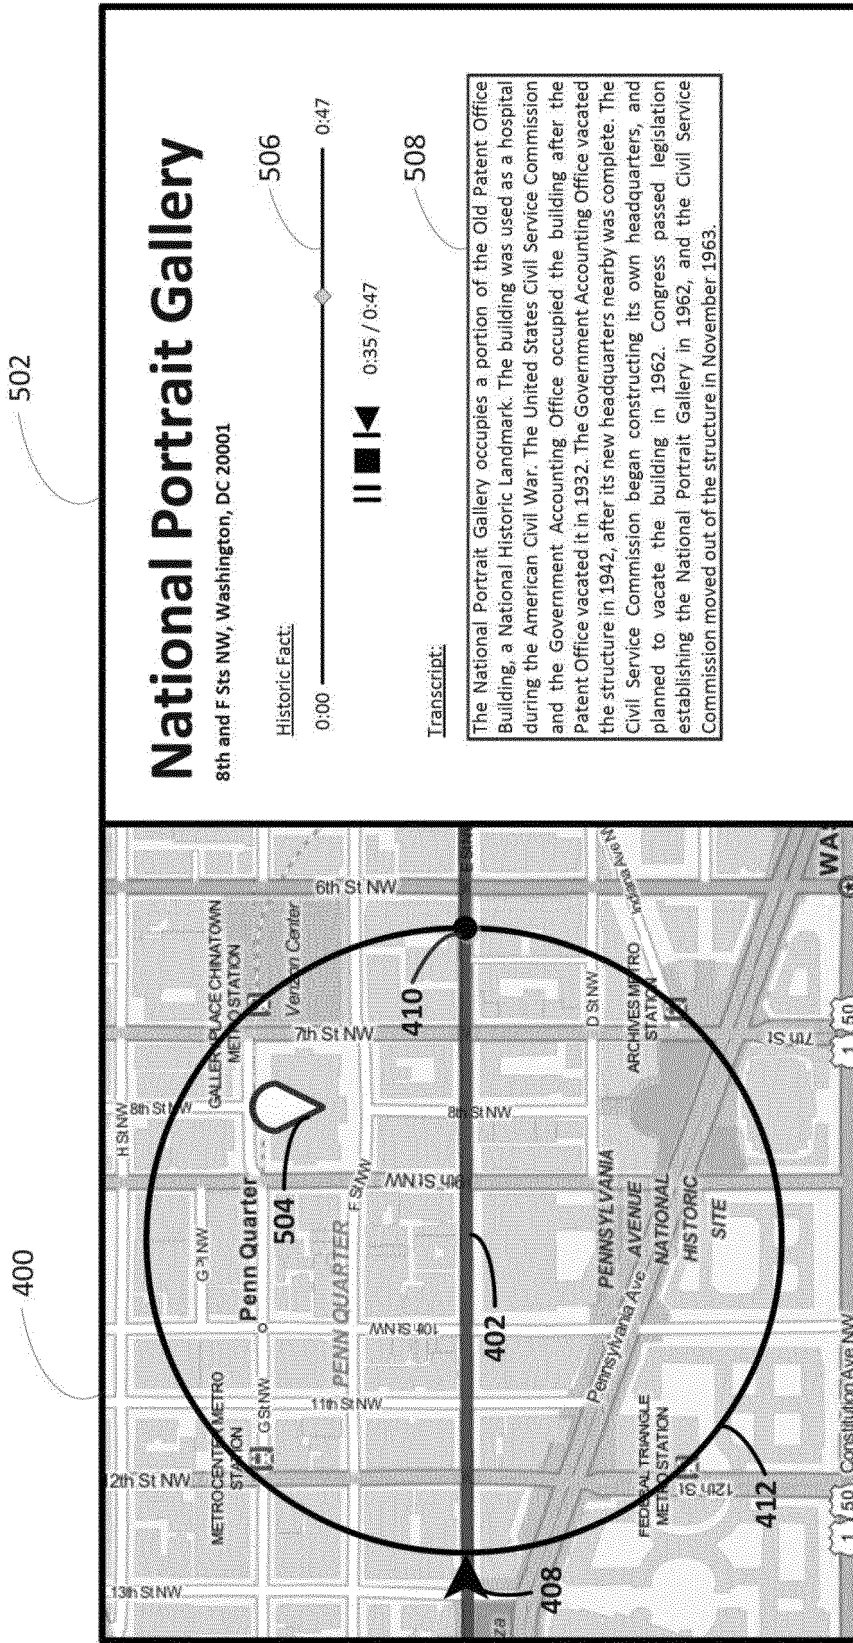 400
502
H St NW
8th St NW
GALLERY PLACE CHINATOWN
METRO STATION
G Pl NW
METRO CENTER METRO
STATION
Penn Quarter
504
G St NW
Verizon Center
12th St NW
11th St NW
PENN QUARTER
F St NW
7th St NW
6th St NW
10th St NW
9th St NW
410
13th St NW
8th St NW
E St NW
402
408
za
D St NW
Indiana Ave N
PENNSYLVANIA
AVENUE
NATIONAL
HISTORIC
SITE
Pennsylvania Ave
ARCHIVES METRO
STATION
FEDERAL TRIANGLE
METRO STATION
12th St
7th St
412
WA
1
50
Constitution Ave NW
1
50
National Portrait Gallery
8th and F Sts NW, Washington, DC 20001
Historic Fact:
506
0:00
0:47
0:35 / 0:47
Transcript:
508
The National Portrait Gallery occupies a portion of the Old Patent Office
Building, a National Historic Landmark. The building was used as a hospital
during the American Civil War. The United States Civil Service Commission
and the Government Accounting Office occupied the building after the
Patent Office vacated it in 1932. The Government Accounting Office vacated
the structure in 1942, after its new headquarters nearby was complete. The
Civil Service Commission began constructing its own headquarters, and
planned to vacate the building in 1962. Congress passed legislation
establishing the National Portrait Gallery in 1962, and the Civil Service
Commission moved out of the structure in November 1963.